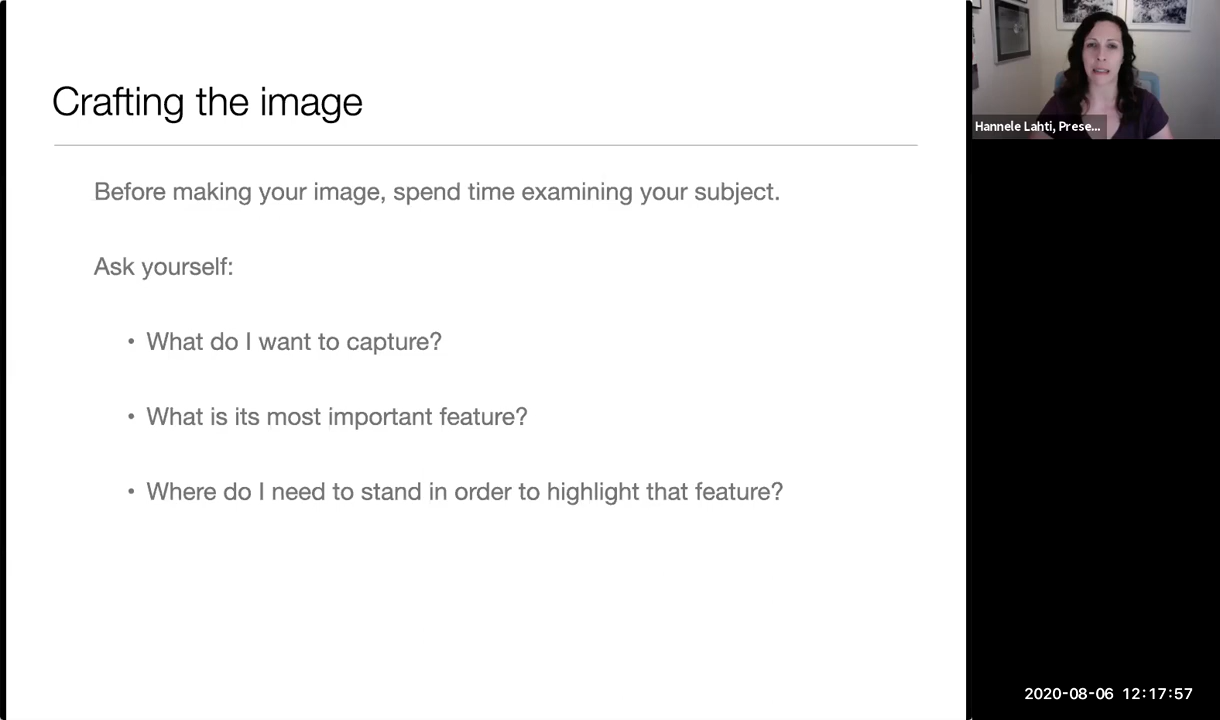 Crafting the image
Before making your image, spend time examining your subject.
Ask yourself:
• What do I want to capture?
• What is its most important feature?
• Where do I need to stand in order to highlight that feature?
Hannele Lahti, Prese...
2020-08-06 12:17:57